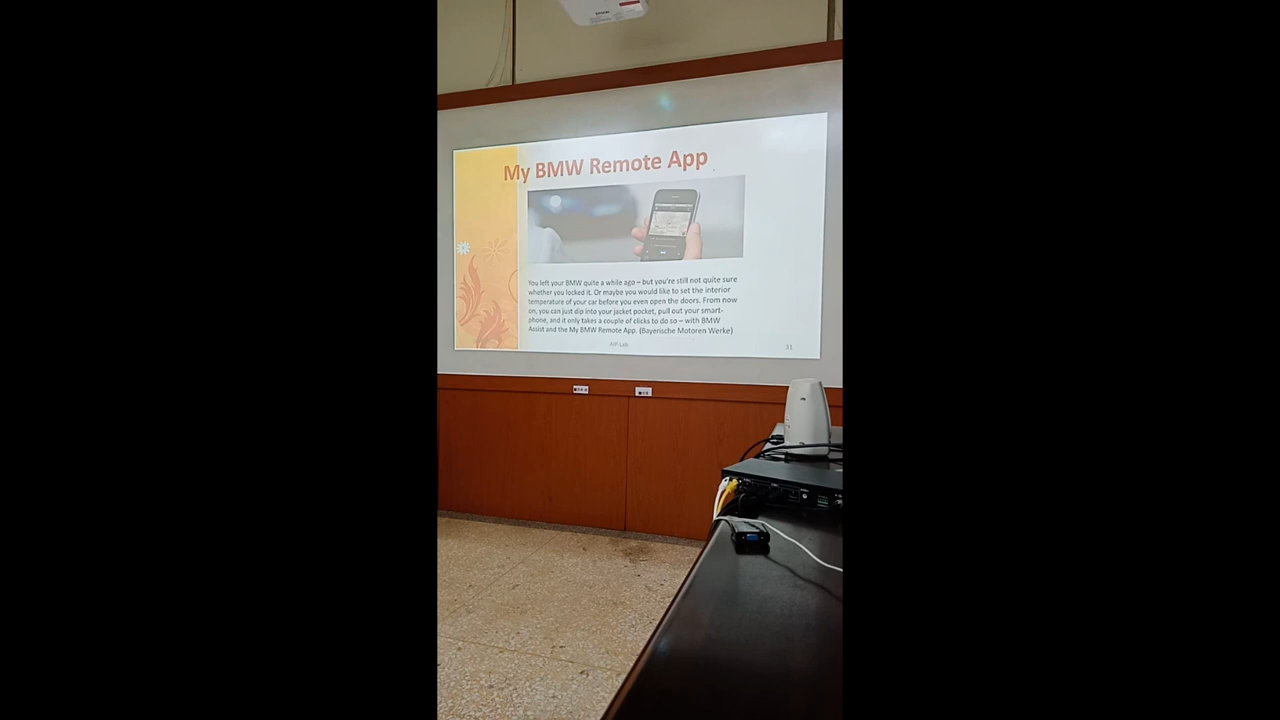 My BMW Remote App
You left your BMW quite a while ago – but you're still not quite sure
whether you locked it. Or maybe you would like to set the interior
temperature of your car before you even open the doors. From now
on, you can just dip into your jacket pocket, pull out your smart-
phone, and it only takes a couple of clicks to do so – with BMW
Assist and the My BMW Remote App. (Bayerische Motoren Werke)
AIP-Lab
31